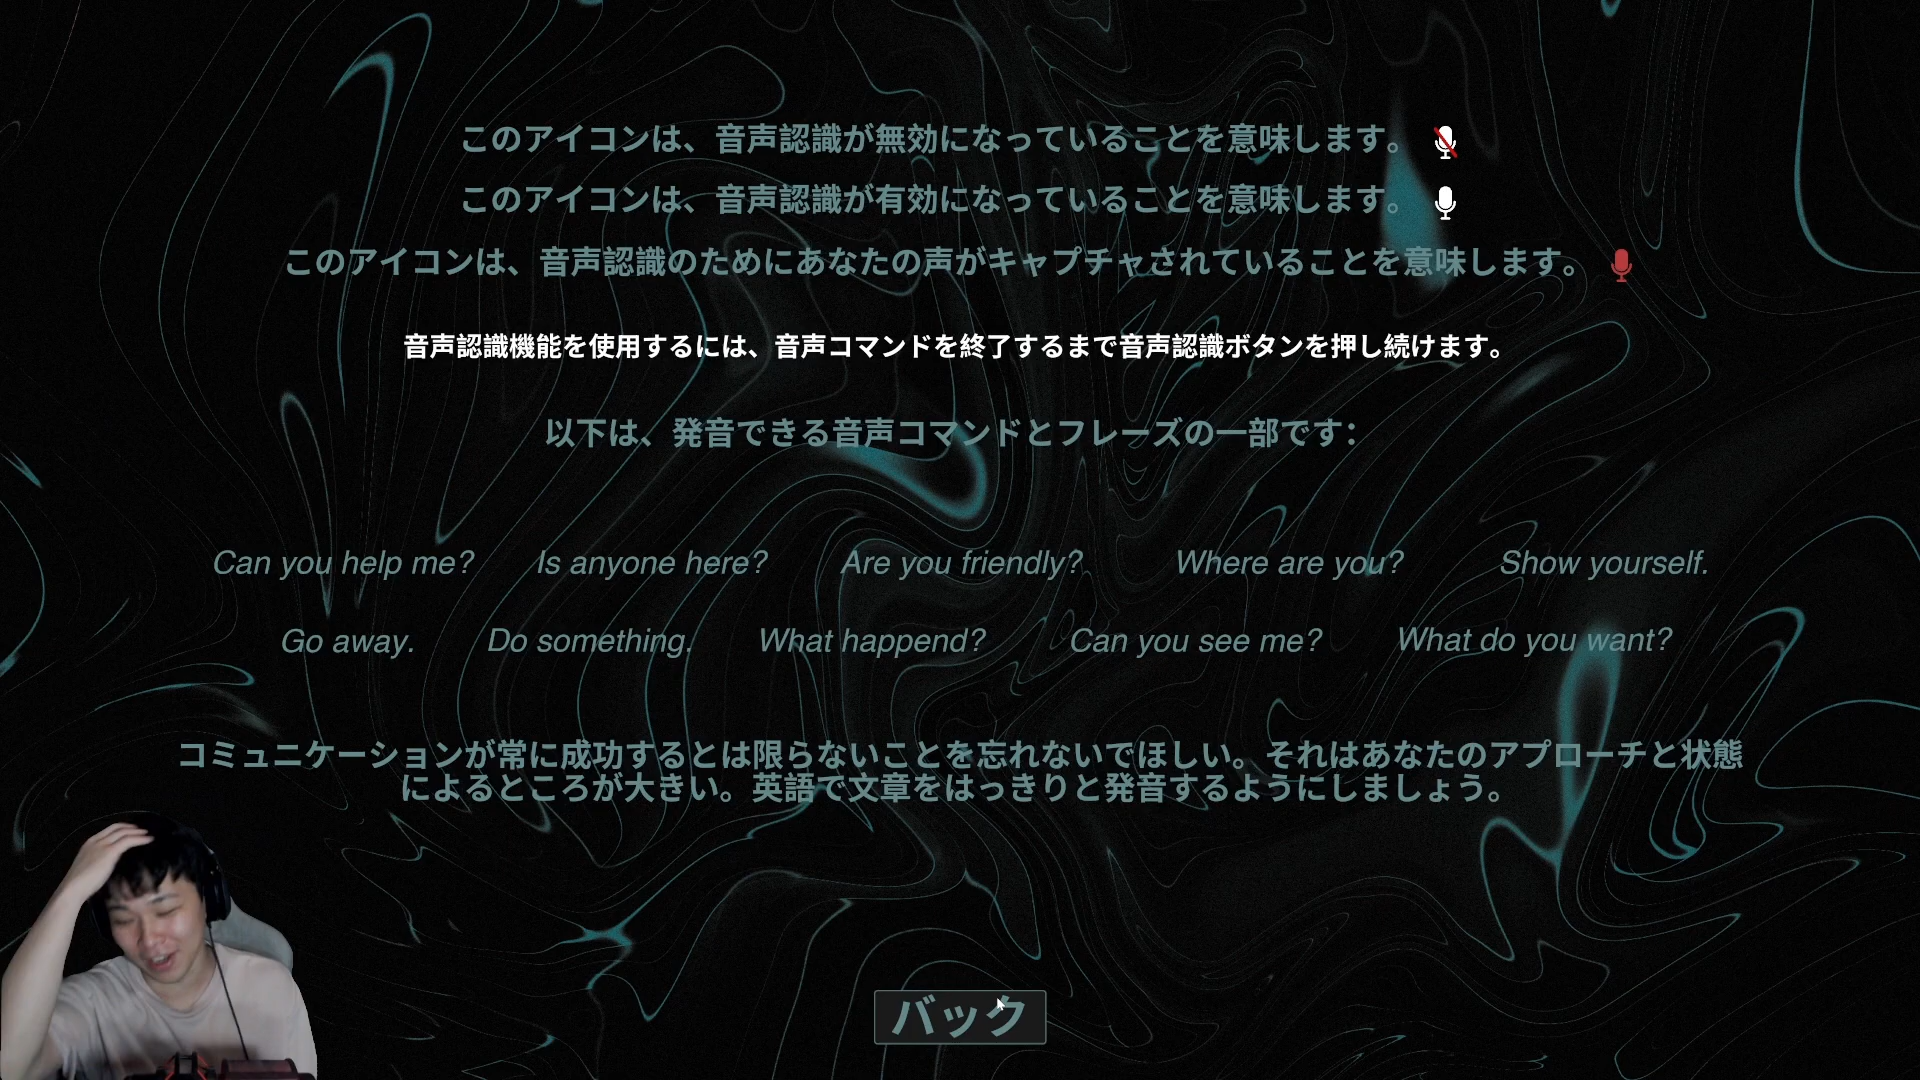 このアイコンは、音声認識が無効になっていることを意味します。
このアイコンは、音声認識が有効になっていることを意味します。
このアイコンは、音声認識のためにあなたの声がキャプチャされていることを意味します。
音声認識機能を使用するには、音声コマンドを終了するまで音声認識ボタンを押し続けます。
以下は、発音できる音声コマンドとフレーズの一部です:
Can you help me? Is anyone here? Are you friendly? Where are you? Show yourself.
Go away. Do something. What happend? Can you see me? What do you want?
コミュニケーションが常に成功するとは限らないことを忘れないでほしい。それはあなたのアプローチと状態
によるところが大きい。英語で文章をはっきりと発音するようにしましょう。
バック